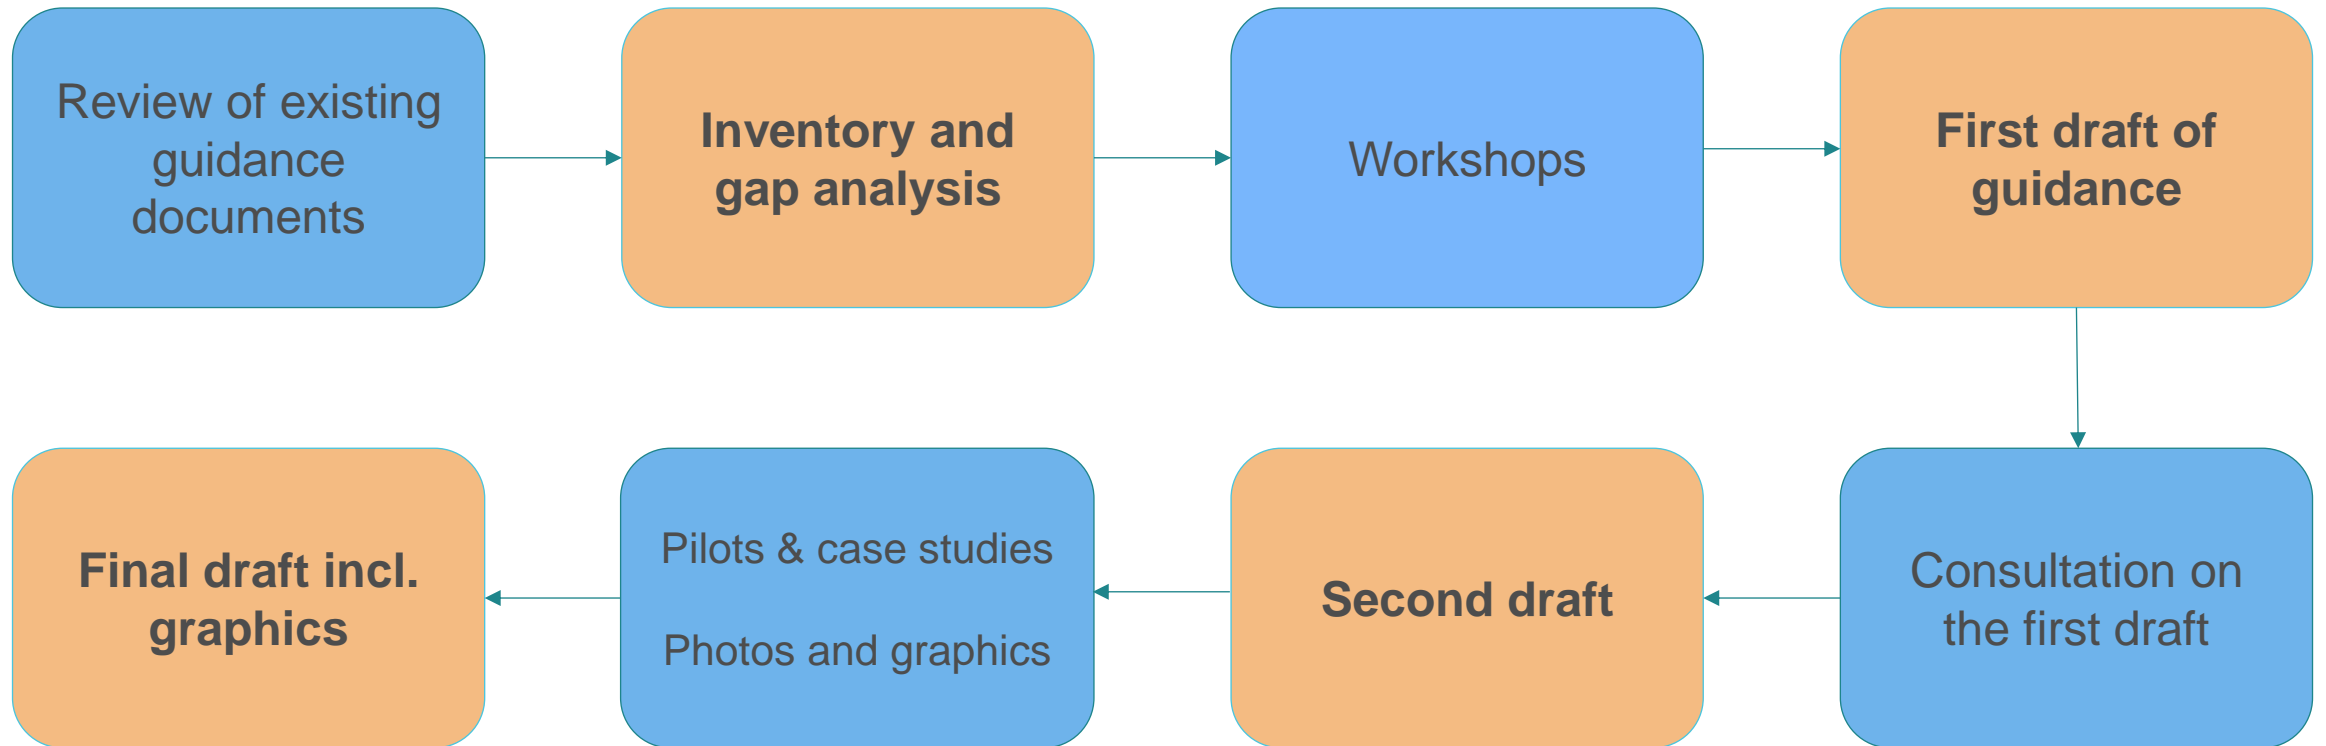 Review of existing
guidance
documents
Inventory and
gap analysis
Workshops
First draft of
guidance
Final draft incl.
graphics
Pilots & case studies
Photos and graphics
Second draft
Consultation on
the first draft